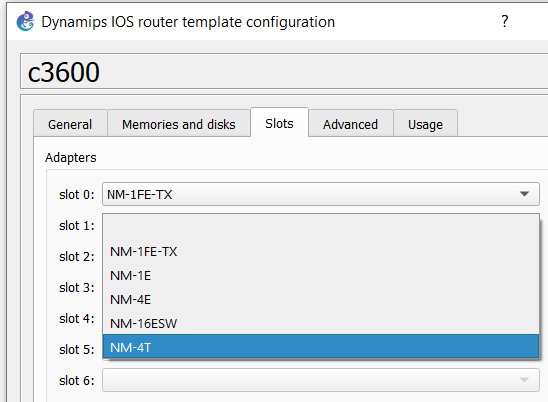 Dynamips IOS router template configuration ?
c3600
General Memories and disks Slots Advanced Usage
Adapters
slot 0: NM-1FE-TX
slot 1:
slot 2: NM-1FE-TX
NM-1E
slot 3: NM-4E
slot 4: NM-16ESW
slot 5: NM-4T
slot 6: